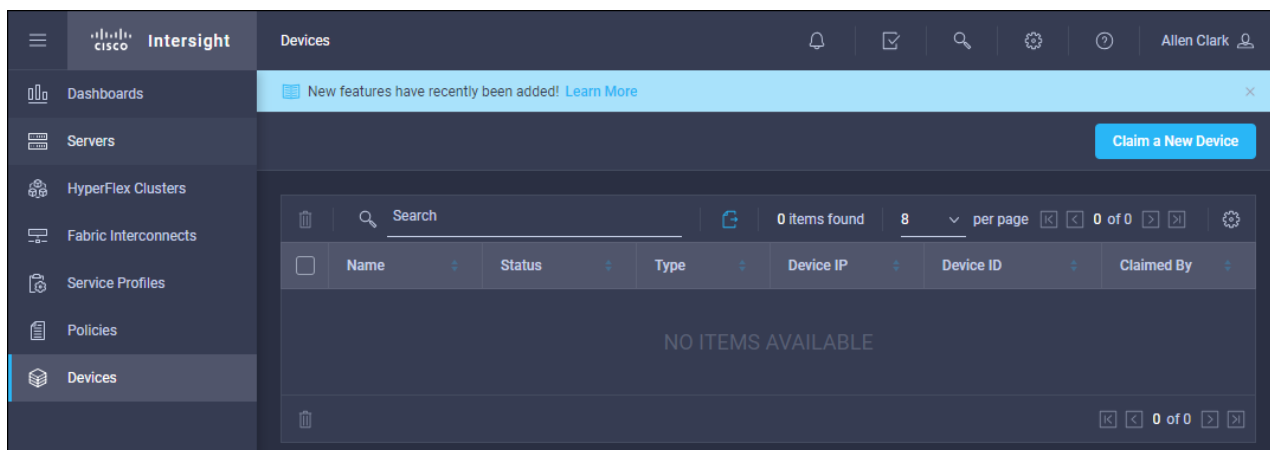 CISCO Intersight
Devices
Allen Clark
Dashboards
New features have recently been added! Learn More
Servers
Claim a New Device
HyperFlex Clusters
Search
0 items found
8
per page
0 of 0
Fabric Interconnects
Name
Status
Type
Device IP
Device ID
Claimed By
Service Profiles
Policies
NO ITEMS AVAILABLE
Devices
0 of 0